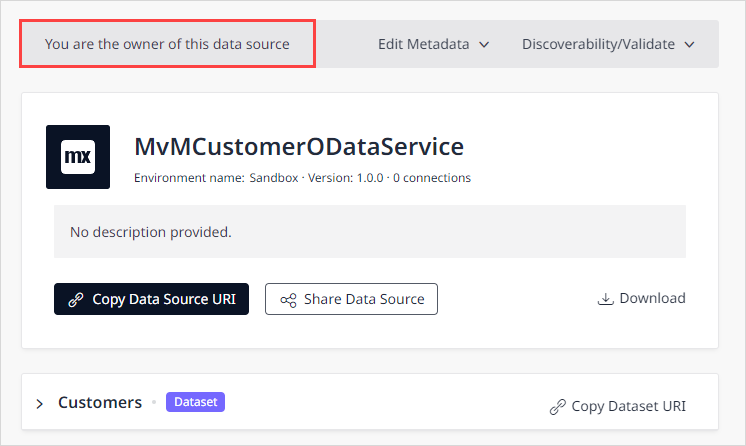 You are the owner of this data source Edit Metadata Discoverability/Validate
mx
MvMCustomerODataService
Environment name: Sandbox · Version: 1.0.0 · 0 connections
No description provided.
Copy Data Source URI Share Data Source Download
Customers Dataset Copy Dataset URI